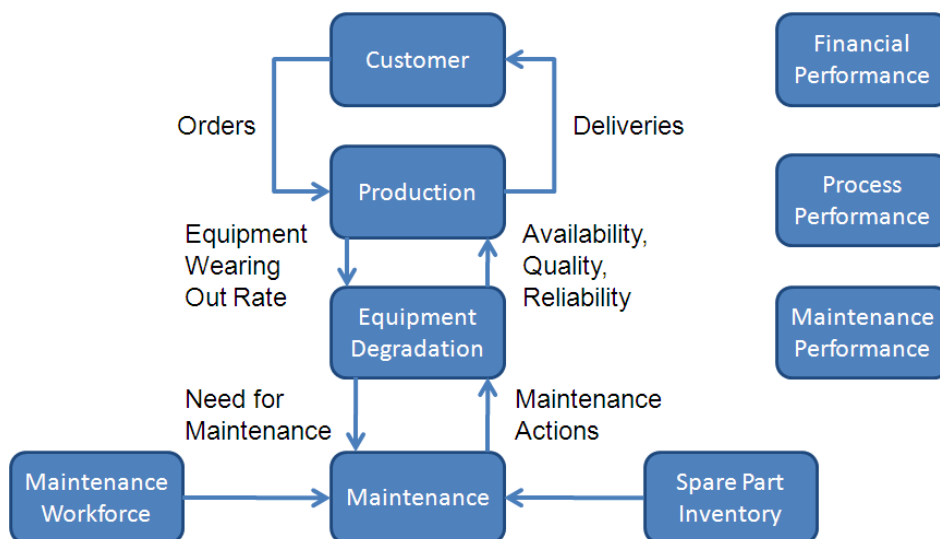 Customer
Financial
Performance
Orders
Deliveries
Production
Process
Performance
Equipment
Wearing
Out Rate
Availability,
Quality,
Reliability
Equipment
Degradation
Maintenance
Performance
Need for
Maintenance
Maintenance
Actions
Maintenance
Workforce
Maintenance
Spare Part
Inventory